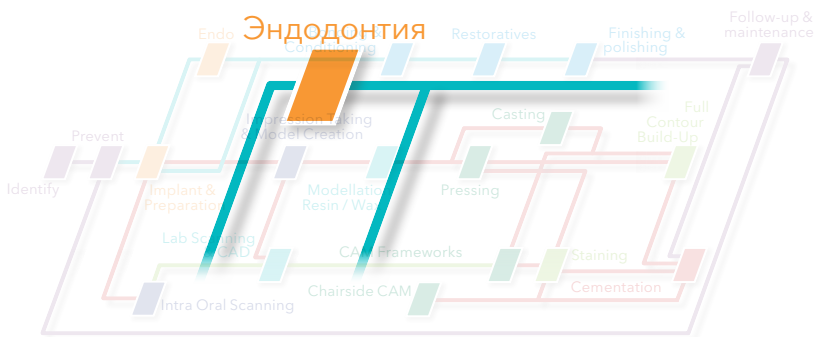 Эндодонтия
Follow-up &
maintenance
Endo
Conditioning
Restoratives
Finishing &
polishing
Full
Contour
Build-Up
Casting
Impression Taking
& Model Creation
Prevent
Identify
Implant &
Preparation
Modellation
Resin / Wax
Pressing
Lab Scanning
CAD
CAM Frameworks
Staining
Cementation
Chairside CAM
Intra Oral Scanning